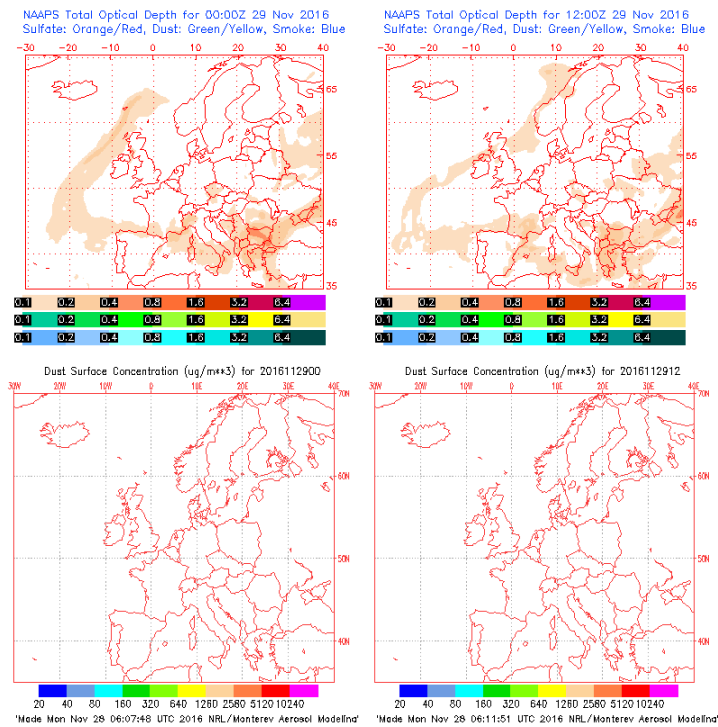 NAAPS Total Optical Depth for 00:00Z 29 Nov 2016
Sulfate: Orange/Red, Dust: Green/Yellow, Smoke: Blue
-30 -20 -10 0 10 20 30 40
65
55
45
35
0.1 0.2 0.4 0.8 1.6 3.2 6.4
0.1 0.2 0.4 0.8 1.6 3.2 6.4
0.1 0.2 0.4 0.8 1.6 3.2 6.4
NAAPS Total Optical Depth for 12:00Z 29 Nov 2016
Sulfate: Orange/Red, Dust: Green/Yellow, Smoke: Blue
-30 -20 -10 0 10 20 30 40
65
55
45
35
0.1 0.2 0.4 0.8 1.6 3.2 6.4
0.1 0.2 0.4 0.8 1.6 3.2 6.4
0.1 0.2 0.4 0.8 1.6 3.2 6.4
Dust Surface Concentration (ug/m**3) for 2016112900
30W 20W 10W 0 10E 20E 30E 40E
70N
60N
50N
40N
20 40 80 160 320 640 1280 2560 5120 10240
'Made Mon Nov 28 06:07:48 UTC 2016 NRL/Monterey Aerosol Modeling'
Dust Surface Concentration (ug/m**3) for 2016112912
30W 20W 10W 0 10E 20E 30E 40E
70N
60N
50N
40N
20 40 80 160 320 640 1280 2560 5120 10240
'Made Mon Nov 28 06:11:51 UTC 2016 NRL/Monterey Aerosol Modeling'